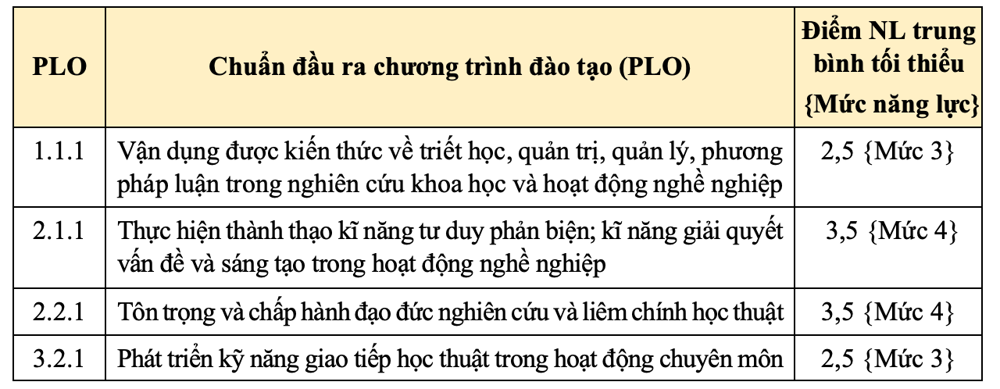 PLO
Chuẩn đầu ra chương trình đào tạo (PLO)
Điểm NL trung
bình tối thiểu
{Mức năng lực}
1.1.1
Vận dụng được kiến thức về triết học, quản trị, quản lý, phương
pháp luận trong nghiên cứu khoa học và hoạt động nghề nghiệp
2,5 {Mức 3}
2.1.1
Thực hiện thành thạo kĩ năng tư duy phản biện; kĩ năng giải quyết
vấn đề và sáng tạo trong hoạt động nghề nghiệp
3,5 {Mức 4}
2.2.1
Tôn trọng và chấp hành đạo đức nghiên cứu và liêm chính học thuật
3,5 {Mức 4}
3.2.1
Phát triển kỹ năng giao tiếp học thuật trong hoạt động chuyên môn
2,5 {Mức 3}